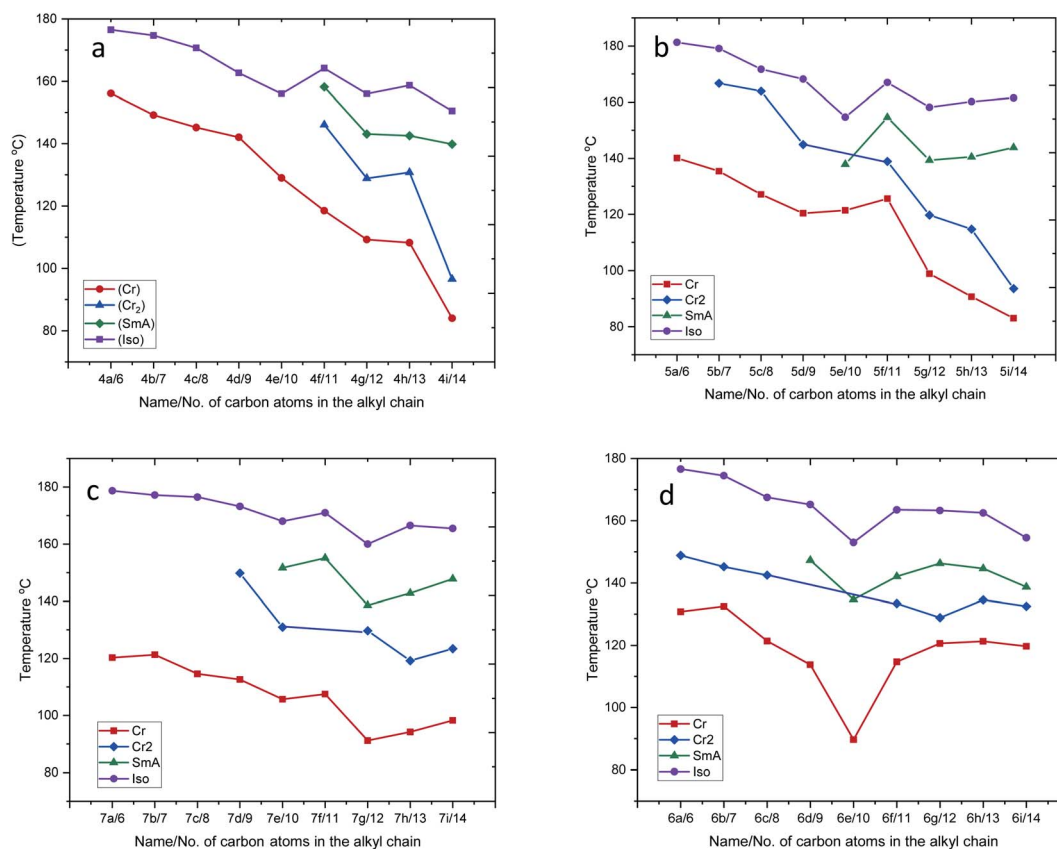 a
(Temperature ºC)
180
160
140
120
100
80
(Cr)
(Cr₂)
(SmA)
(Iso)
4a/6 4b/7 4c/8 4d/9 4e/10 4f/11 4g/12 4h/13 4i/14
Name/No. of carbon atoms in the alkyl chain
b
Temperature ºC
180
160
140
120
100
80
Cr
Cr2
SmA
Iso
5a/6 5b/7 5c/8 5d/9 5e/10 5f/11 5g/12 5h/13 5i/14
Name/No. of carbon atoms in the alkyl chain
c
Temperature ºC
180
160
140
120
100
80
Cr
Cr2
SmA
Iso
7a/6 7b/7 7c/8 7d/9 7e/10 7f/11 7g/12 7h/13 7i/14
Name/No. of carbon atoms in the alkyl chain
d
Temperature ºC
180
160
140
120
100
80
Cr
Cr2
SmA
Iso
6a/6 6b/7 6c/8 6d/9 6e/10 6f/11 6g/12 6h/13 6i/14
Name/No. of carbon atoms in the alkyl chain